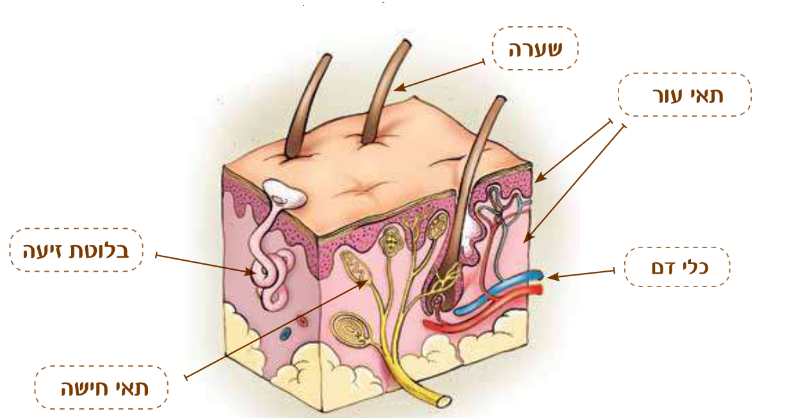 שערה
תאי עור
בלוטת זיעה
כלי דם
תאי חישה